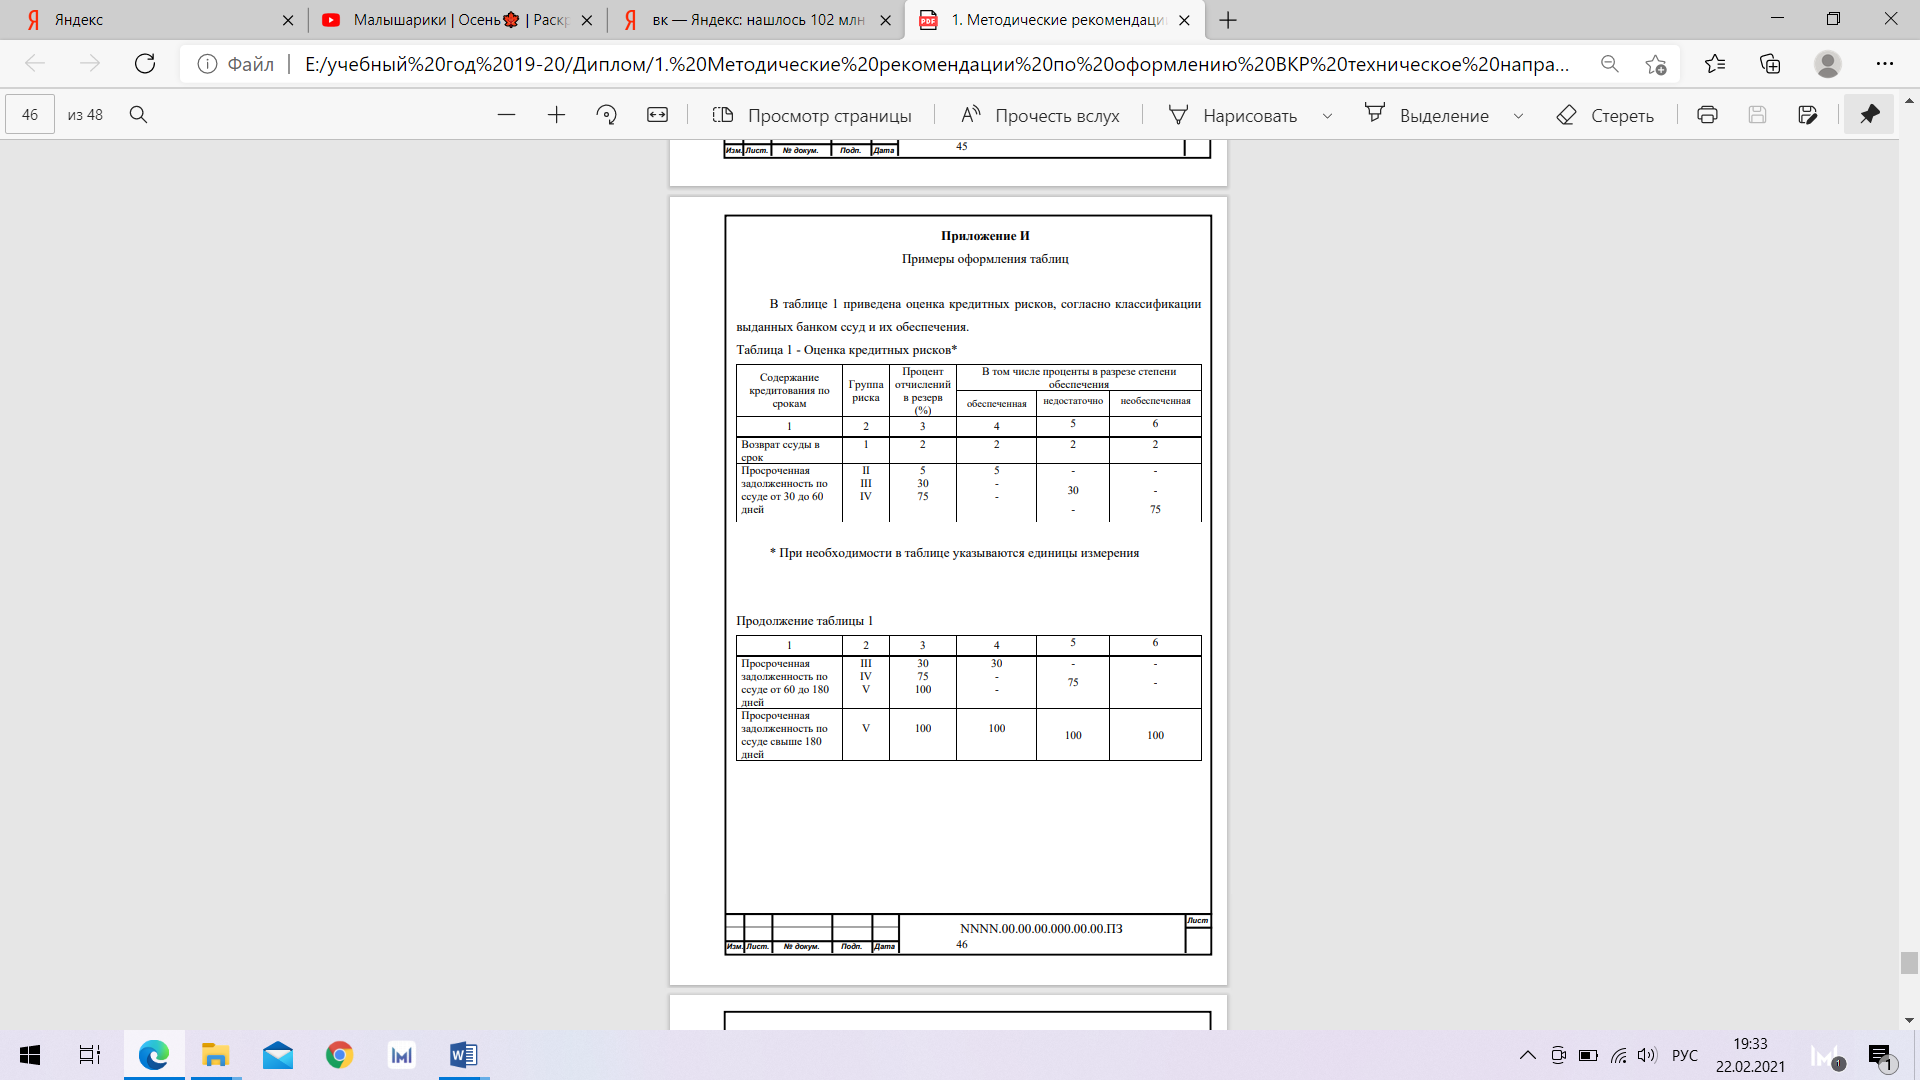 Яндекс
Малышарики | Осень🍁 | Раскр
вк — Яндекс: нашлось 102 млн
1. Методические рекомендаци
Файл
E:/учебный%20год%2019-20/Диплом/1.%20Методические%20рекомендации%20по%20оформлению%20ВКР%20техническое%20напра...
46 из 48
Просмотр страницы
Прочесть вслух
Нарисовать
Выделение
Стереть
Изм. Лист. № докум. Подп. Дата 45
Приложение И
Примеры оформления таблиц
В таблице 1 приведена оценка кредитных рисков, согласно классификации
выданных банком ссуд и их обеспечения.
Таблица 1 - Оценка кредитных рисков*
Содержание
кредитования по
срокам
Группа
риска
Процент
отчислений
в резерв
(%)
В том числе проценты в разрезе степени
обеспечения
обеспеченная недостаточно необеспеченная
1 2 3 4 5 6
Возврат ссуды в
срок
1 2 2 2 2
Просроченная
задолженность по
ссуде от 30 до 60
дней
II
III
IV
5
30
75
5
-
-
-
30
-
-
-
75
* При необходимости в таблице указываются единицы измерения
Продолжение таблицы 1
1 2 3 4 5 6
Просроченная
задолженность по
ссуде от 60 до 180
дней
III
IV
V
30
75
100
30
-
-
-
75
-
-
Просроченная
задолженность по
ссуде свыше 180
дней
V 100 100 100 100
NNNN.00.00.00.000.00.00.ПЗ
Лист
Изм. Лист. № докум. Подп. Дата 46
РУС
19:33
22.02.2021
1
1